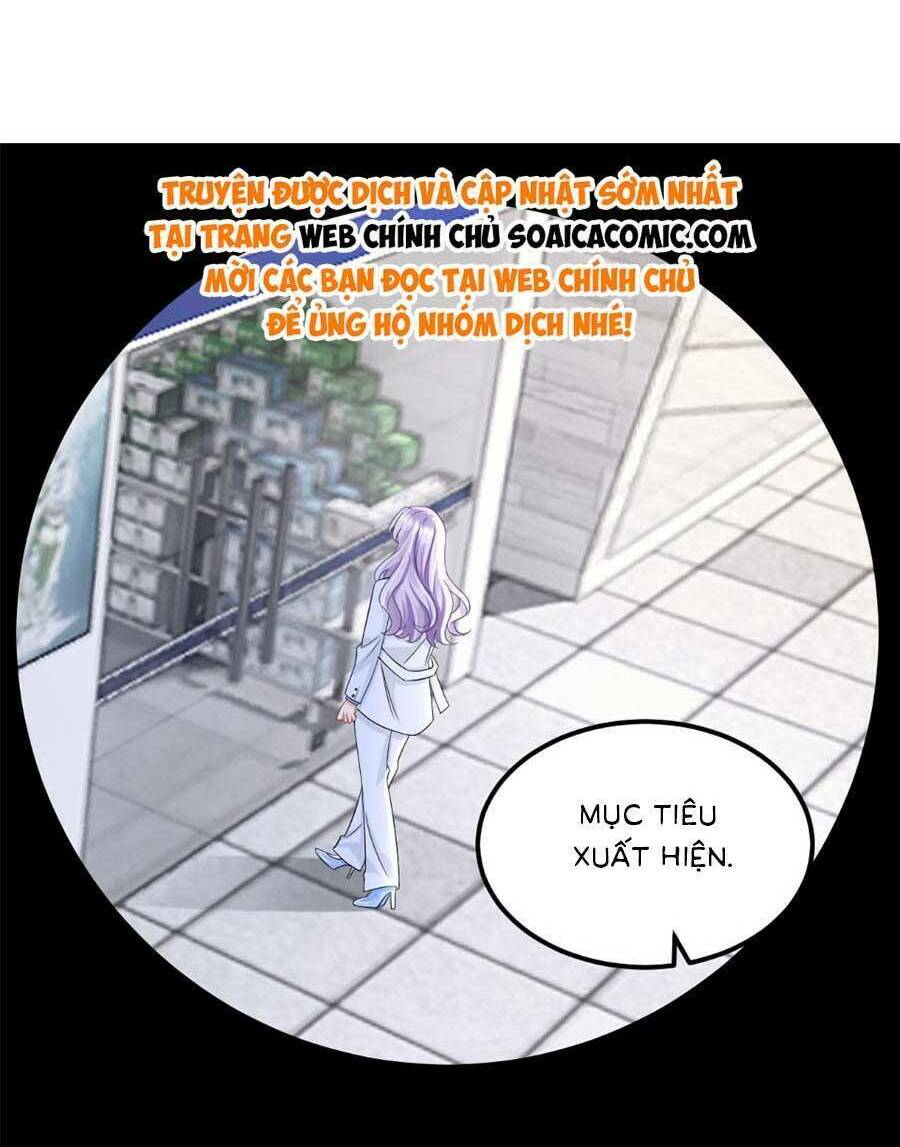 TRUYỆN ĐƯỢC DỊCH VÀ CẬP NHẬT SỚM NHẤT
TẠI TRANG WEB CHÍNH CHỦ SOAICACOMIC.COM
MỜI CÁC BẠN ĐỌC TẠI WEB CHÍNH CHỦ
ĐỂ ỦNG HỘ NHÓM DỊCH NHÉ!
MỤC TIÊU
XUẤT HIỆN.